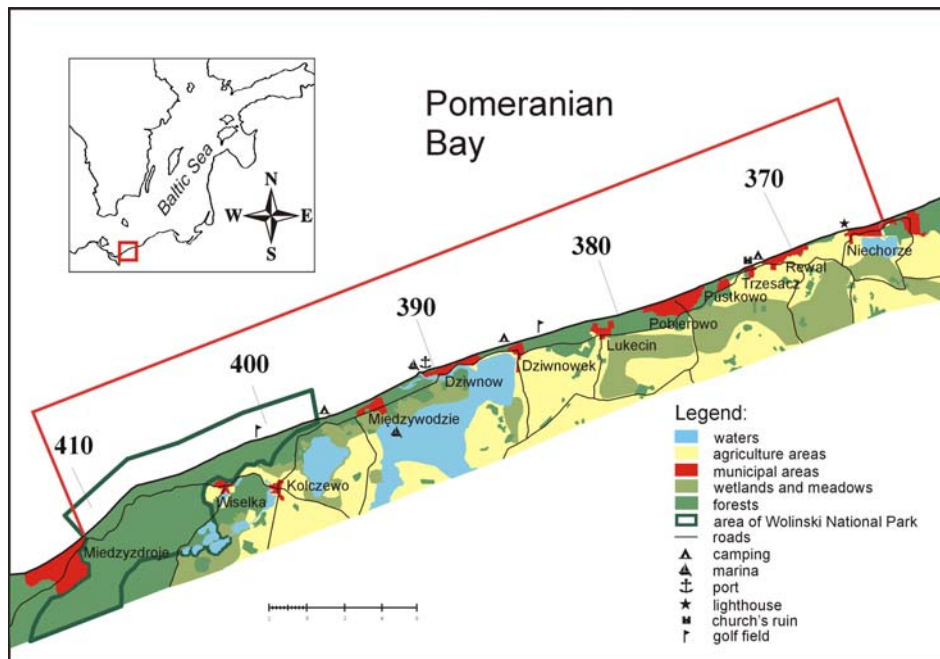 Pomeranian
Bay
Baltic Sea
N
W E
S
370
380
390
400
410
Niechorze
Rewal
Trzesacz
Pustkowo
Pobierowo
Lukecin
Dziwnowek
Dziwnow
Międzywodzie
Kolczewo
Wiselka
Miedzyzdroje
Legend:
waters
agriculture areas
municipal areas
wetlands and meadows
forests
area of Wolinski National Park
roads
camping
marina
port
lighthouse
church's ruin
golf field